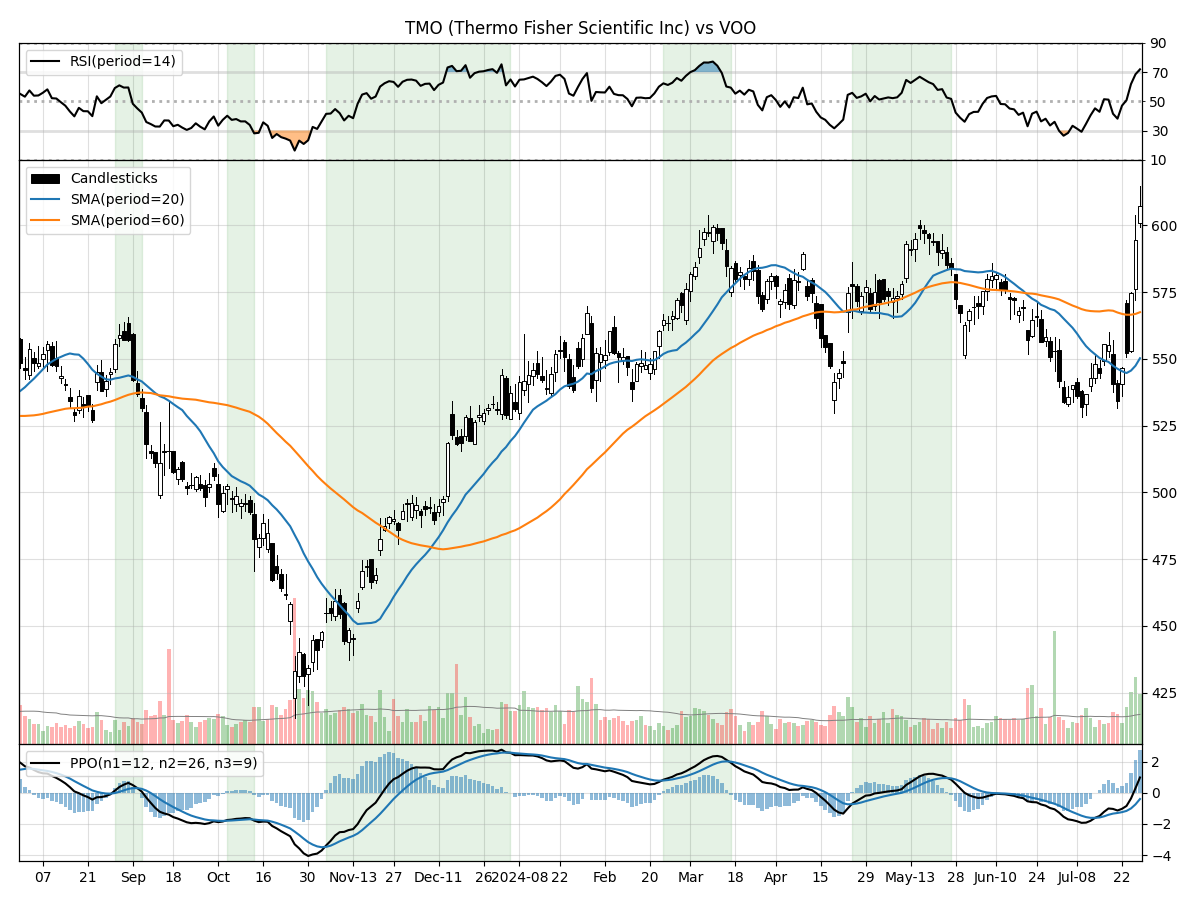 TMO (Thermo Fisher Scientific Inc) vs VOO
RSI(period=14)
90
70
50
30
10
Candlesticks
SMA(period=20)
SMA(period=60)
600
575
550
525
500
475
450
425
PPO(n1=12, n2=26, n3=9)
2
0
−2
−4
07 21 Sep 18 Oct 16 30 Nov-13 27 Dec-11 26 2024-08 22 Feb 20 Mar 18 Apr 15 29 May-13 28 Jun-10 24 Jul-08 22